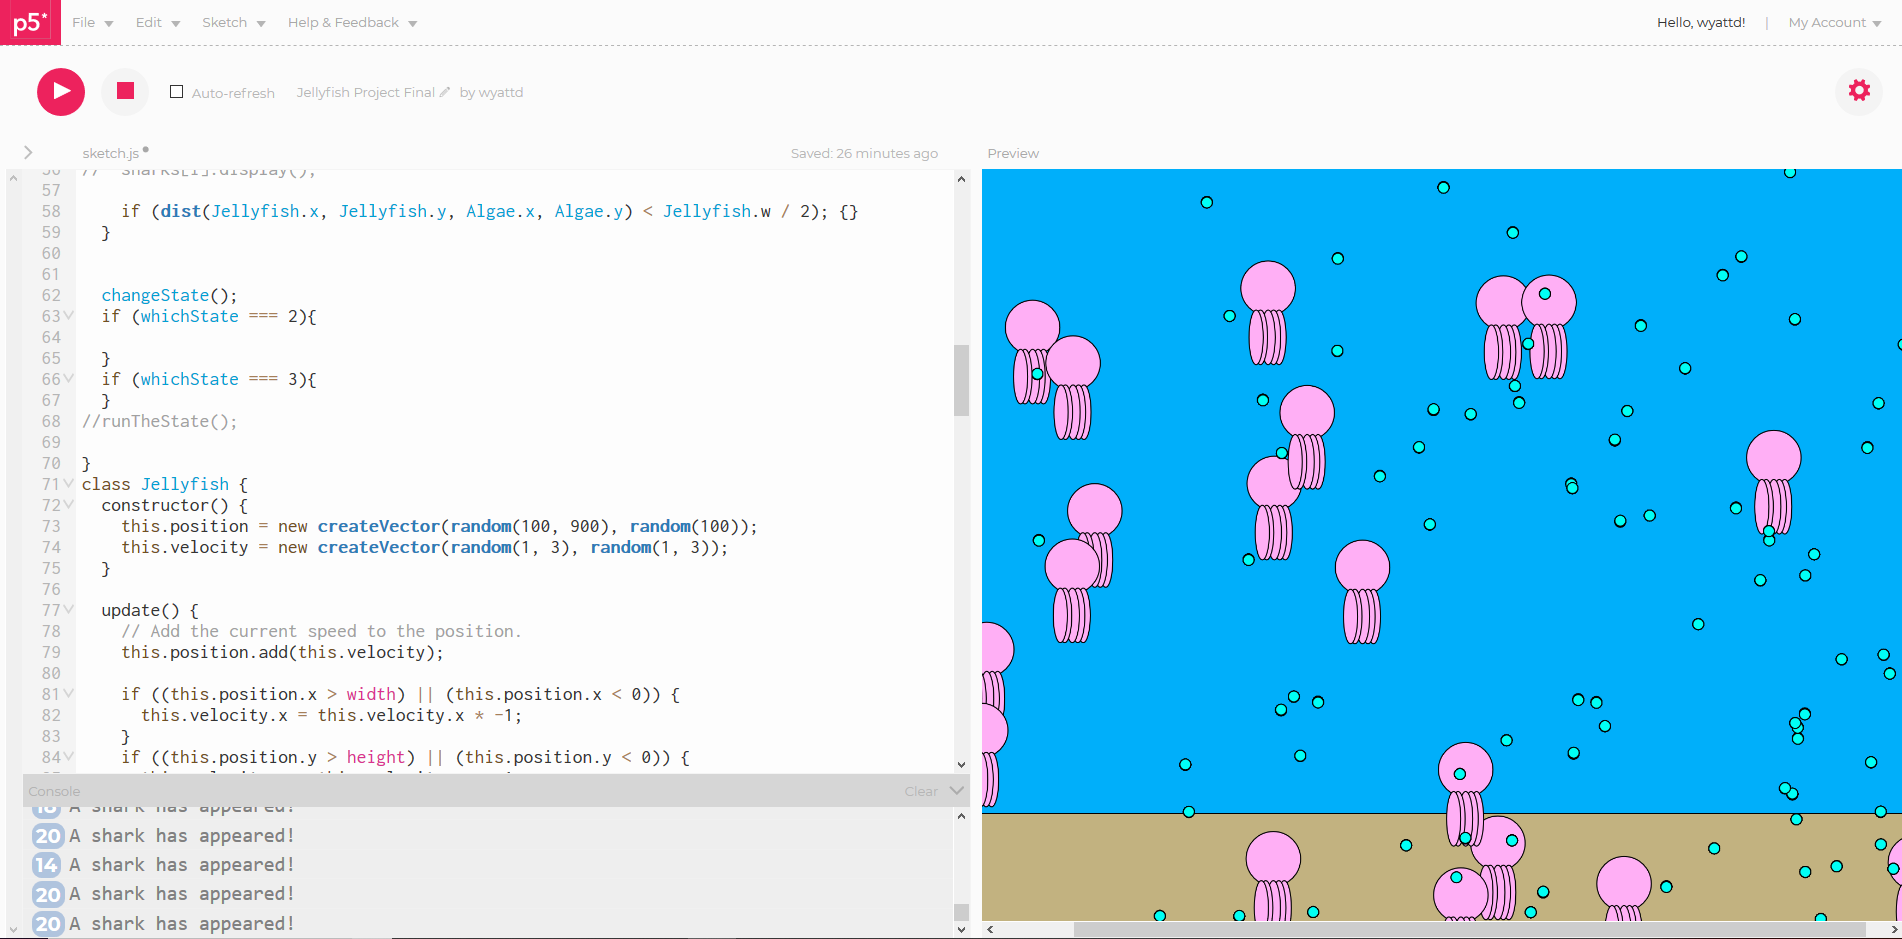 p5* File Edit Sketch Help & Feedback Hello, wyattd! | My Account
Auto-refresh Jellyfish Project Final by wyattd
sketch.js Saved: 26 minutes ago Preview
56 // sharks[i].display();
57
58 if (dist(Jellyfish.x, Jellyfish.y, Algae.x, Algae.y) < Jellyfish.w / 2); {}
59 }
60
61
62 changeState();
63 if (whichState === 2){
64
65 }
66 if (whichState === 3){
67 }
68 //runTheState();
69
70 }
71 class Jellyfish {
72 constructor() {
73 this.position = new createVector(random(100, 900), random(100));
74 this.velocity = new createVector(random(1, 3), random(1, 3));
75 }
76
77 update() {
78 // Add the current speed to the position.
79 this.position.add(this.velocity);
80
81 if ((this.position.x > width) || (this.position.x < 0)) {
82 this.velocity.x = this.velocity.x * -1;
83 }
84 if ((this.position.y > height) || (this.position.y < 0)) {
Console Clear
A shark has appeared!
20 A shark has appeared!
14 A shark has appeared!
20 A shark has appeared!
20 A shark has appeared!